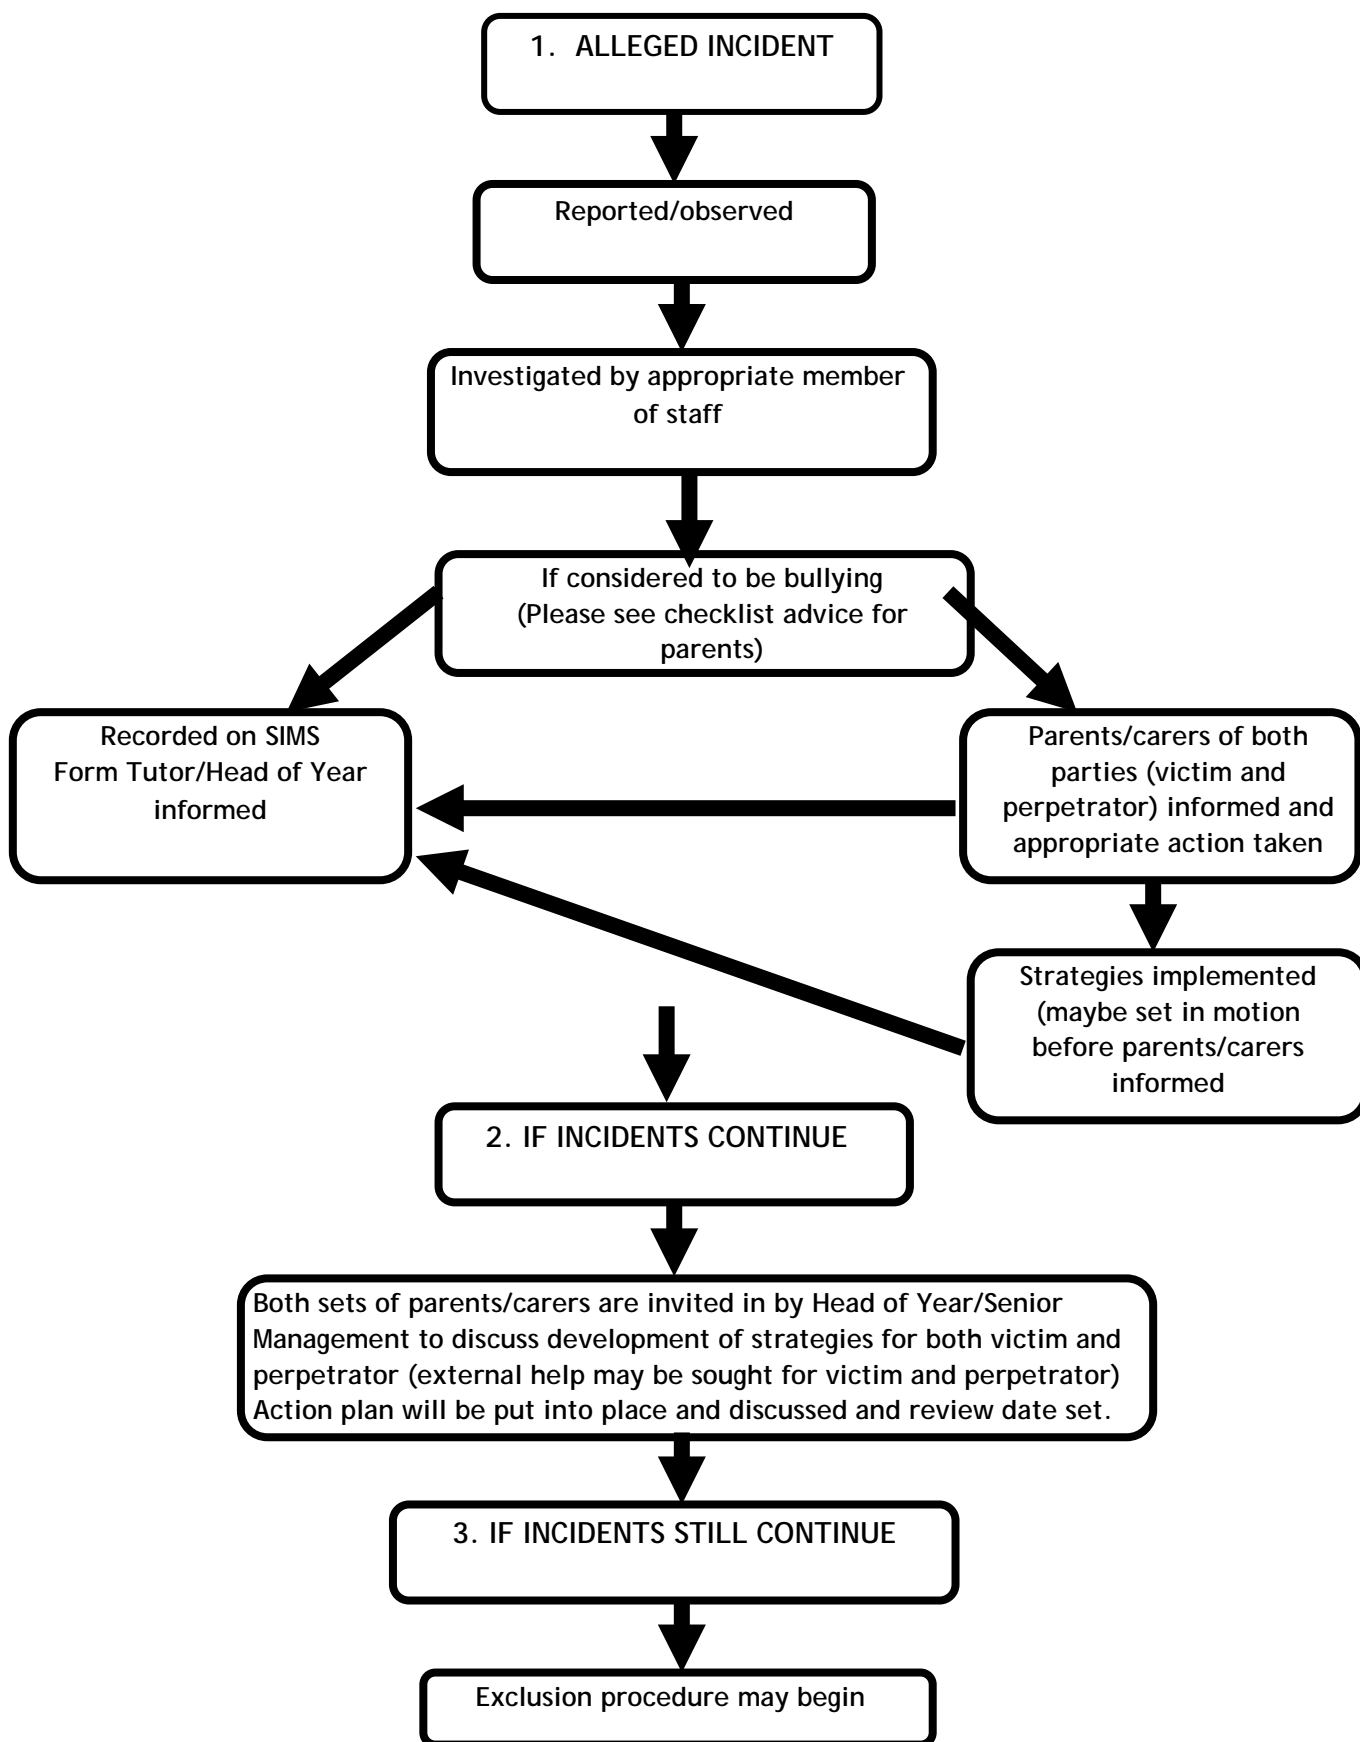 1. ALLEGED INCIDENT
Reported/observed
Investigated by appropriate member
of staff
If considered to be bullying
(Please see checklist advice for
parents)
Recorded on SIMS
Form Tutor/Head of Year
informed
Parents/carers of both
parties (victim and
perpetrator) informed and
appropriate action taken
Strategies implemented
(maybe set in motion
before parents/carers
informed
2. IF INCIDENTS CONTINUE
Both sets of parents/carers are invited in by Head of Year/Senior
Management to discuss development of strategies for both victim and
perpetrator (external help may be sought for victim and perpetrator)
Action plan will be put into place and discussed and review date set.
3. IF INCIDENTS STILL CONTINUE
Exclusion procedure may begin